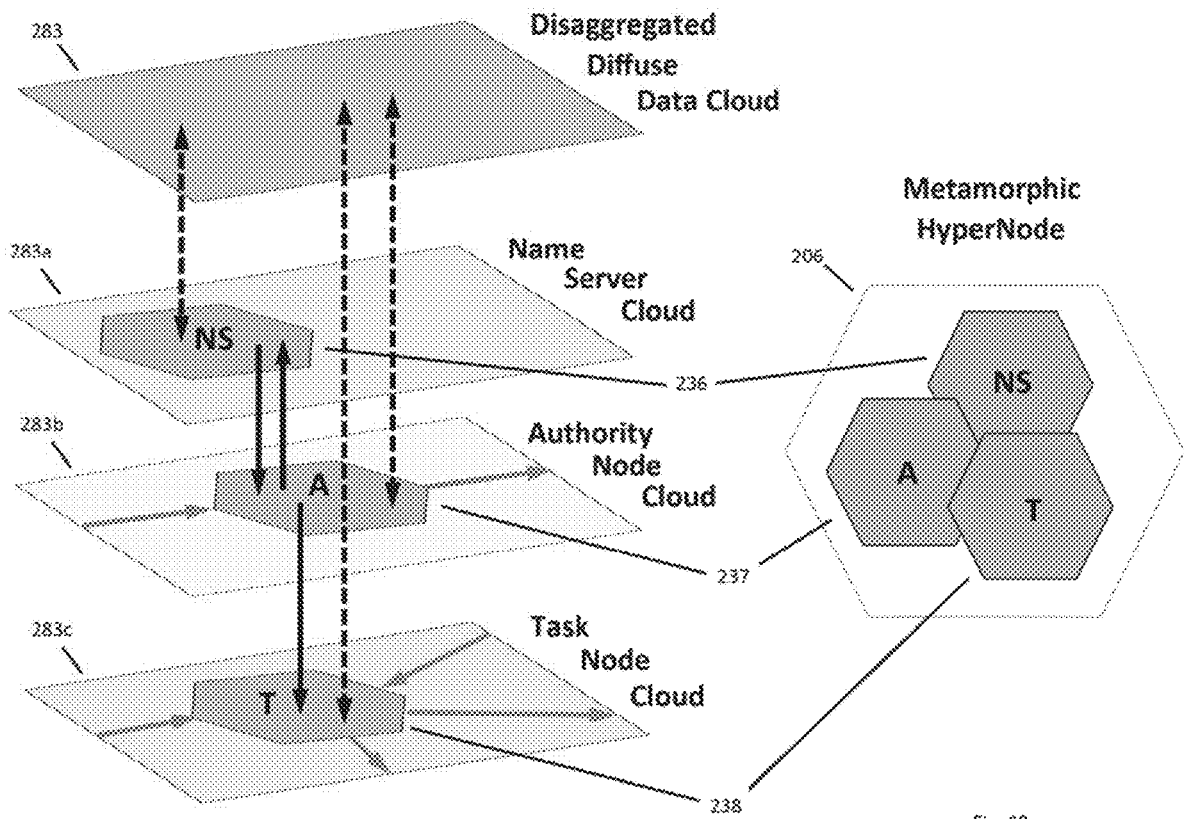 283
Disaggregated
Diffuse
Data Cloud
283a
Name
Server
Cloud
NS
236
283b
Authority
Node
Cloud
A
237
283c
Task
Node
Cloud
T
238
Metamorphic
HyperNode
206
NS
A
T